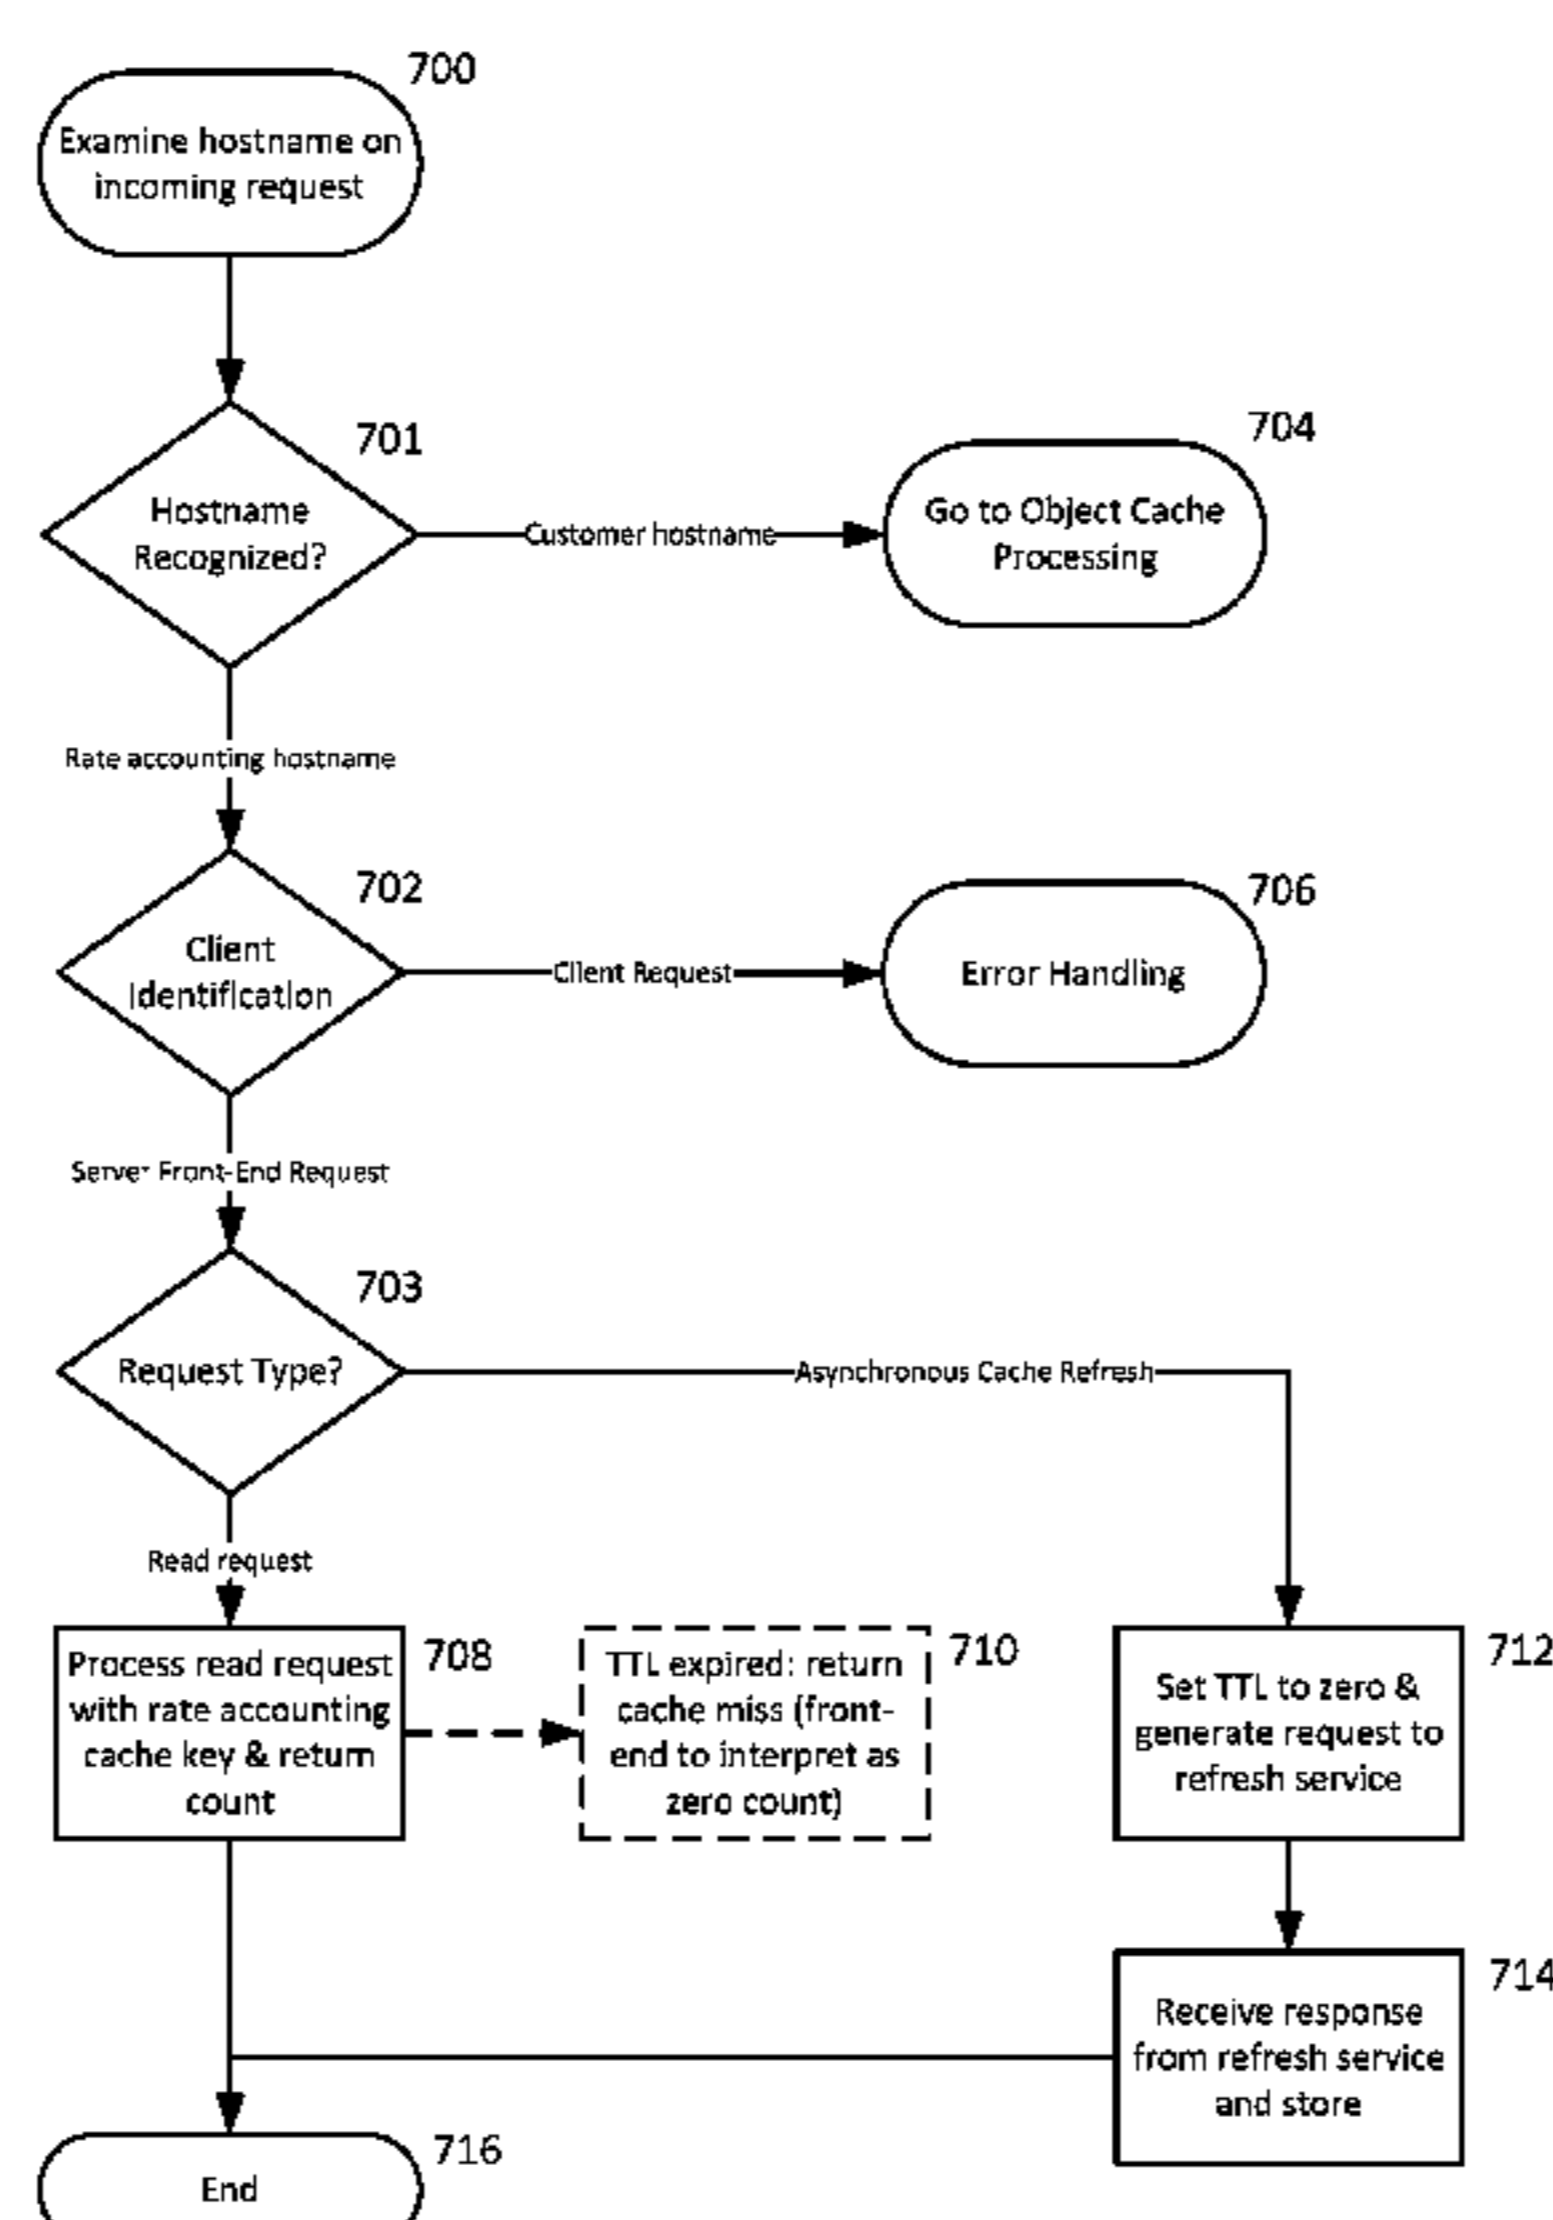 700
Examine hostname on
incoming request
701
Hostname
Recognized?
Customer hostname
704
Go to Object Cache
Processing
Rate accounting hostname
702
Client
Identification
Client Request
706
Error Handling
Server Front-End Request
703
Request Type?
Asynchronous Cache Refresh
Read request
708
Process read request
with rate accounting
cache key & return
count
710
TTL expired: return
cache miss (front-
end to interpret as
zero count)
712
Set TTL to zero &
generate request to
refresh service
714
Receive response
from refresh service
and store
716
End